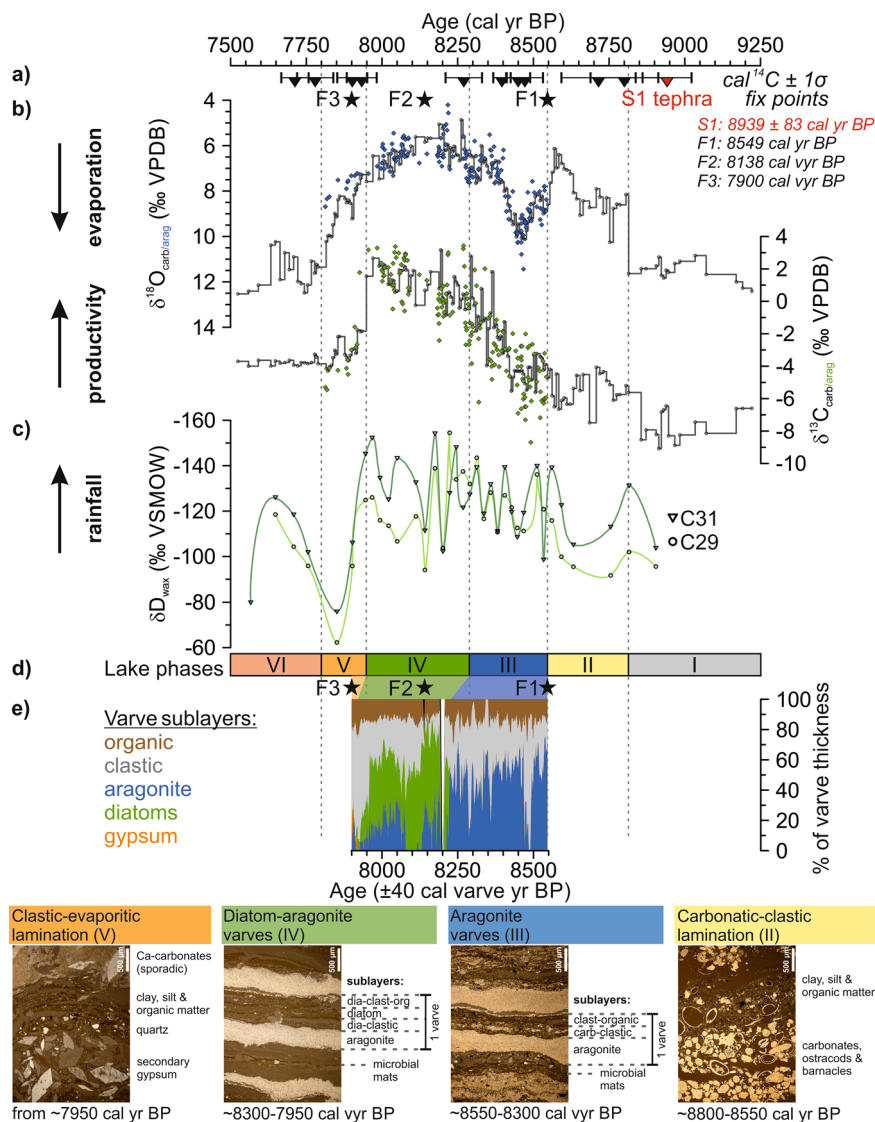 Age (cal yr BP)
7500 7750 8000 8250 8500 8750 9000 9250
a)
cal ¹⁴C ± 1σ
F3 F2 F1 S1 tephra fix points
b)
S1: 8939 ± 83 cal yr BP
F1: 8549 cal yr BP
F2: 8138 cal vyr BP
F3: 7900 cal vyr BP
evaporation
δ¹⁸O carb/arag (‰ VPDB)
4
6
8
10
12
14
productivity
4
2
0
-2
-4
-6
-8
-10
δ¹³C carb/arag (‰ VPDB)
c)
rainfall
δD wax (‰ VSMOW)
-160
-140
-120
-100
-80
-60
C31
C29
d)
Lake phases VI V IV III II I
F3 F2 F1
e)
Varve sublayers:
organic
clastic
aragonite
diatoms
gypsum
100
80
60
40
20
0
% of varve thickness
8000 8250 8500
Age (±40 cal varve yr BP)
Clastic-evaporitic
lamination (V)
Ca-carbonates
(sporadic)
500 µm
clay, silt &
organic matter
quartz
secondary
gypsum
from ~7950 cal yr BP
Diatom-aragonite
varves (IV)
500 µm
sublayers:
dia-clast-org
diatom
dia-clastic
aragonite
1 varve
microbial
mats
~8300-7950 cal vyr BP
Aragonite
varves (III)
500 µm
sublayers:
clast-organic
carb-clastic
aragonite
1 varve
microbial
mats
~8550-8300 cal vyr BP
Carbonatic-clastic
lamination (II)
500 µm
clay, silt &
organic matter
carbonates,
ostracods &
barnacles
~8800-8550 cal yr BP